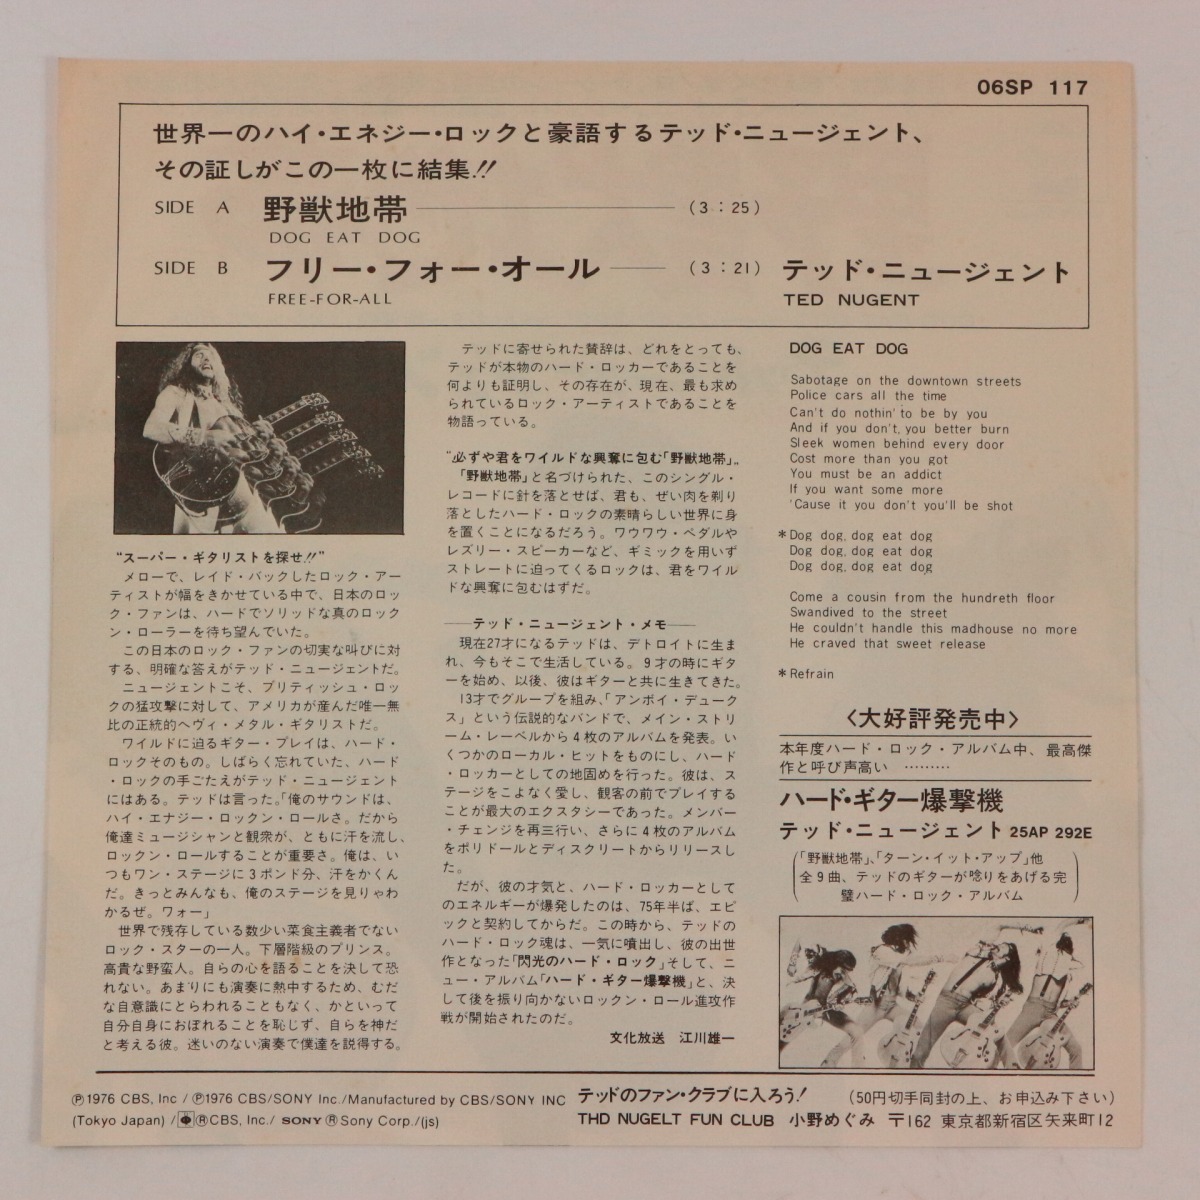 06SP 117
世界一のハイ・エネジー・ロックと豪語するテッド・ニュージェント、
その証しがこの一枚に結集!!
SIDE A 野獣地帯 (3:25)
DOG EAT DOG
SIDE B フリー・フォー・オール (3:21) テッド・ニュージェント
FREE-FOR-ALL TED NUGENT
“スーパー・ギタリストを探せ!!”
メローで、レイド・バックしたロック・アー
ティストが幅をきかせている中で、日本のロッ
ク・ファンは、ハードでソリッドな真のロック
ン・ローラーを待ち望んでいた。
この日本のロック・ファンの切実な叫びに対
する、明確な答えがテッド・ニュージェントだ。
ニュージェントこそ、ブリティッシュ・ロッ
クの猛攻撃に対して、アメリカが産んだ唯一無
比の正統的ヘヴィ・メタル・ギタリストだ。
ワイルドに迫るギター・プレイは、ハード・
ロックそのもの。しばらく忘れていた、ハード
・ロックの手ごたえがテッド・ニュージェント
にはある。テッドは言った。「俺のサウンドは、
ハイ・エナジー・ロックン・ロールさ。だから
俺達ミュージシャンと観衆が、ともに汗を流し、
ロックン・ロールすることが重要さ。俺は、い
つもワン・ステージに3ポンド分、汗をかくん
だ。きっとみんなも、俺のステージを見りゃわ
かるぜ。ワォー」
世界で残存している数少い菜食主義者でない
ロック・スターの一人。下層階級のプリンス。
高貴な野蛮人。自らの心を語ることを決して恐
れない。あまりにも演奏に熱中するため、むだ
な自意識にとらわれることもなく、かといって
自分自身におぼれることを恥じず、自らを神だ
と考える彼。迷いのない演奏で僕達を説得する。
テッドに寄せられた賛辞は、どれをとっても、
テッドが本物のハード・ロッカーであることを
何よりも証明し、その存在が、現在、最も求め
られているロック・アーティストであることを
物語っている。
“必ずや君をワイルドな興奮に包む「野獣地帯」„
「野獣地帯」と名づけられた、このシングル・
レコードに針を落とせば、君も、ぜい肉を剃り
落としたハード・ロックの素晴らしい世界に身
を置くことになるだろう。ワウワウ・ペダルや
レズリー・スピーカーなど、ギミックを用いず
ストレートに迫ってくるロックは、君をワイル
ドな興奮に包むはずだ。
――テッド・ニュージェント・メモ――
現在27才になるテッドは、デトロイトに生ま
れ、今もそこで生活している。9才の時にギタ
ーを始め、以後、彼はギターと共に生きてきた。
13才でグループを組み、「アンボイ・デューク
ス」という伝説的なバンドで、メイン・ストリ
ーム・レーベルから4枚のアルバムを発表。い
くつかのローカル・ヒットをものにし、ハード
・ロッカーとしての地固めを行った。彼は、ス
テージをこよなく愛し、観客の前でプレイする
ことが最大のエクスタシーであった。メンバー
・チェンジを再三行い、さらに4枚のアルバム
をポリドールとディスクリートからリリースし
た。
だが、彼の才気と、ハード・ロッカーとして
のエネルギーが爆発したのは、75年半ば、エピ
ックと契約してからだ。この時から、テッドの
ハード・ロック魂は、一気に噴出し、彼の出世
作となった「閃光のハード・ロック」そして、ニ
ュー・アルバム「ハード・ギター爆撃機」と、決
して後を振り向かないロックン・ロール進攻作
戦が開始されたのだ。
文化放送 江川雄一
DOG EAT DOG
Sabotage on the downtown streets
Police cars all the time
Can't do nothin' to be by you
And if you don't, you better burn
Sleek women behind every door
Cost more than you got
You must be an addict
If you want some more
'Cause it you don't you'll be shot
*Dog dog, dog eat dog
Dog dog, dog eat dog
Dog dog, dog eat dog
Come a cousin from the hundreth floor
Swandived to the street
He couldn't handle this madhouse no more
He craved that sweet release
*Refrain
〈大好評発売中〉
本年度ハード・ロック・アルバム中、最高傑
作と呼び声高い ………
ハード・ギター爆撃機
テッド・ニュージェント 25AP 292E
「野獣地帯」、「ターン・イット・アップ」他
全9曲、テッドのギターが唸りをあげる完
璧ハード・ロック・アルバム
Ⓟ1976 CBS, Inc / Ⓟ1976 CBS/SONY Inc./Manufactured by CBS/SONY INC
(Tokyo Japan) / ®CBS, Inc./ SONY ® Sony Corp./(js)
テッドのファン・クラブに入ろう! (50円切手同封の上、お申込み下さい)
THD NUGELT FUN CLUB 小野めぐみ 〒162 東京都新宿区矢来町12